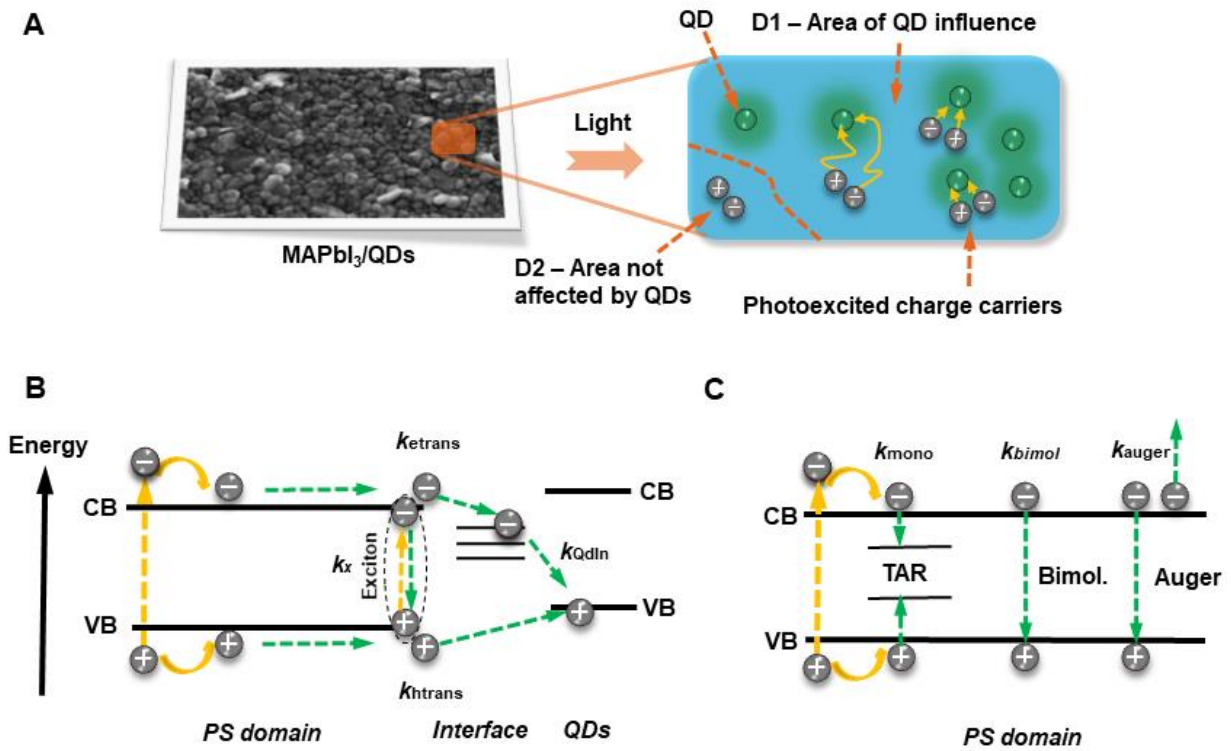 A
QD
D1 – Area of QD influence
Light
MAPbI3/QDs
D2 – Area not
affected by QDs
Photoexcited charge carriers
B
Energy
CB
VB
ketrans
kx
Exciton
khtrans
kQdIn
CB
VB
PS domain
Interface
QDs
C
kmono
kbimol
kauger
CB
TAR
Bimol.
Auger
VB
PS domain